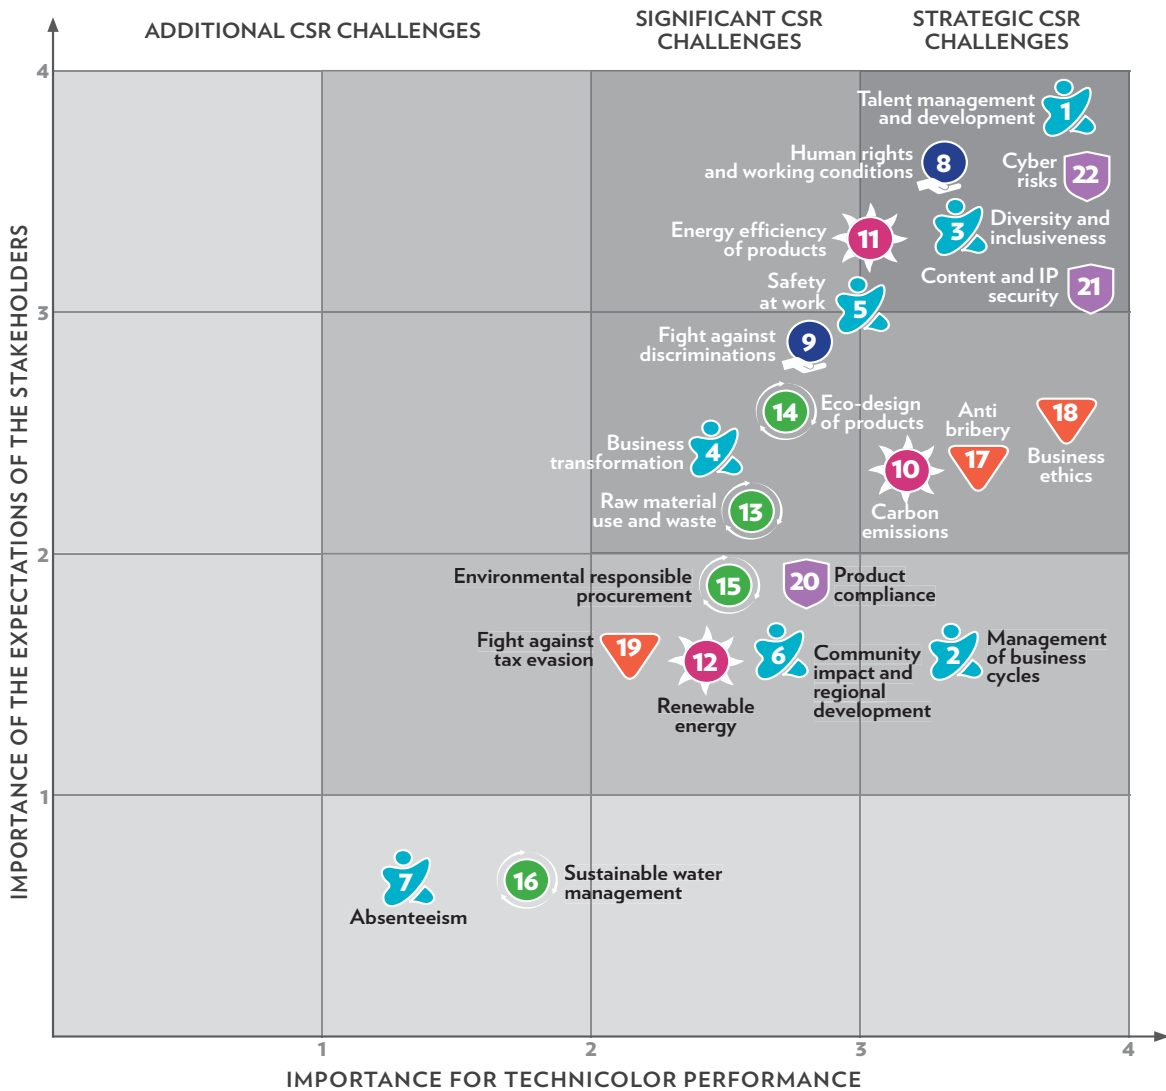 ADDITIONAL CSR CHALLENGES
SIGNIFICANT CSR
CHALLENGES
STRATEGIC CSR
CHALLENGES
IMPORTANCE OF THE EXPECTATIONS OF THE STAKEHOLDERS
4
Talent management
and development
1
Human rights
and working conditions
8
Cyber
risks
22
Energy efficiency
of products
11
3
Diversity and
inclusiveness
Safety
at work
5
Content and IP
security
21
3
Fight against
discriminations
9
14
Eco-design
of products
Anti
bribery
17
18
Business
ethics
Business
transformation
4
10
Carbon
emissions
Raw material
use and waste
13
2
Environmental responsible
procurement
15
20
Product
compliance
Fight against
tax evasion
19
12
Renewable
energy
6
Community
impact and
regional
development
2
Management
of business
cycles
1
7
Absenteeism
16
Sustainable water
management
1
2
3
4
IMPORTANCE FOR TECHNICOLOR PERFORMANCE